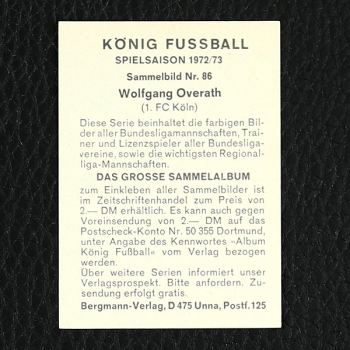 KÖNIG FUSSBALL
SPIELSAISON 1972/73
Sammelbild Nr. 86
Wolfgang Overath
(1. FC Köln)
Diese Serie beinhaltet die farbigen Bil-
der aller Bundesligamannschaften, Trai-
ner und Lizenzspieler aller Bundesliga-
vereine, sowie die wichtigsten Regional-
liga-Mannschaften.
DAS GROSSE SAMMELALBUM
zum Einkleben aller Sammelbilder ist
im Zeitschriftenhandel zum Preis von
2.— DM erhältlich. Es kann auch gegen
Voreinsendung von 2.— DM auf das
Postscheck-Konto Nr. 50 355 Dortmund,
unter Angabe des Kennwortes »Album
König Fußball« vom Verlag bezogen
werden.
Über weitere Serien informiert unser
Verlagsprospekt. Bitte anfordern. Zu-
sendung erfolgt gratis.
Bergmann-Verlag, D 475 Unna, Postf. 125